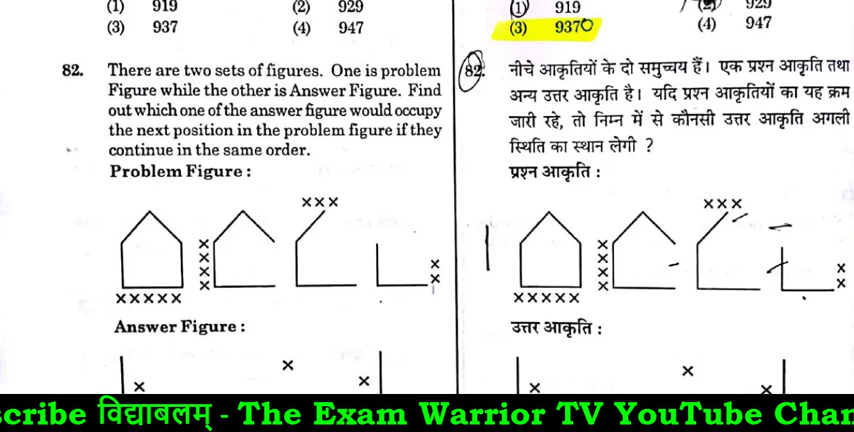 (1) 919 (2) 929
(3) 937 (4) 947
82. There are two sets of figures. One is problem
Figure while the other is Answer Figure. Find
out which one of the answer figure would occupy
the next position in the problem figure if they
continue in the same order.
Problem Figure :
×××
××××
××
×××××
Answer Figure :
×
×
×
(1) 919 (2) 929
(3) 937 (4) 947
82. नीचे आकृतियों के दो समुच्चय हैं। एक प्रश्न आकृति तथा
अन्य उत्तर आकृति है। यदि प्रश्न आकृतियों का यह क्रम
जारी रहे, तो निम्न में से कौनसी उत्तर आकृति अगली
स्थिति का स्थान लेगी ?
प्रश्न आकृति :
×××
××××
××
×××××
उत्तर आकृति :
×
×
×
scribe विद्याबलम् - The Exam Warrior TV YouTube Chan